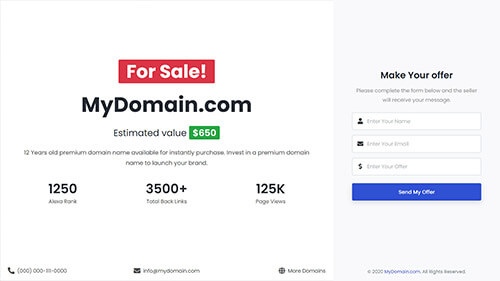 For Sale!
MyDomain.com
Estimated value $650
12 Years old premium domain name available for instantly purchase. Invest in a premium domain
name to launch your brand.
1250
Alexa Rank
3500+
Total Back Links
125K
Page Views
(000) 000-111-0000
info@mydomain.com
More Domains
Make Your offer
Please complete the form below and the seller
will receive your message.
Enter Your Name
Enter Your Email
Enter Your Offer
Send My Offer
© 2020 MyDomain.com. All Rights Reserved.